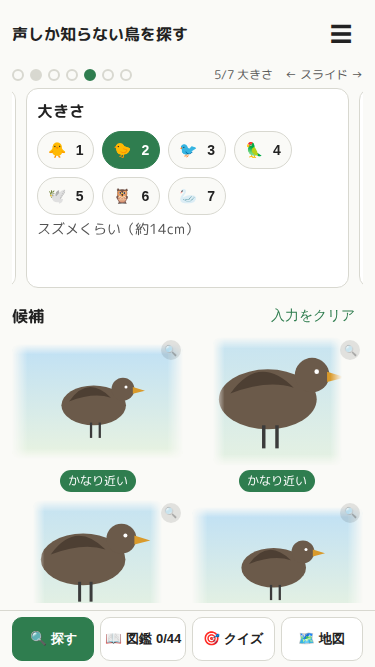 声しか知らない鳥を探す
☰
5/7 大きさ ← スライド →
大きさ
🐥 1
🐤 2
🐦 3
🦜 4
🕊️ 5
🦉 6
🦢 7
スズメくらい（約14cm）
候補 入力をクリア
かなり近い かなり近い
🔍 探す 📖 図鑑 0/44 🎯 クイズ 🗺️ 地図